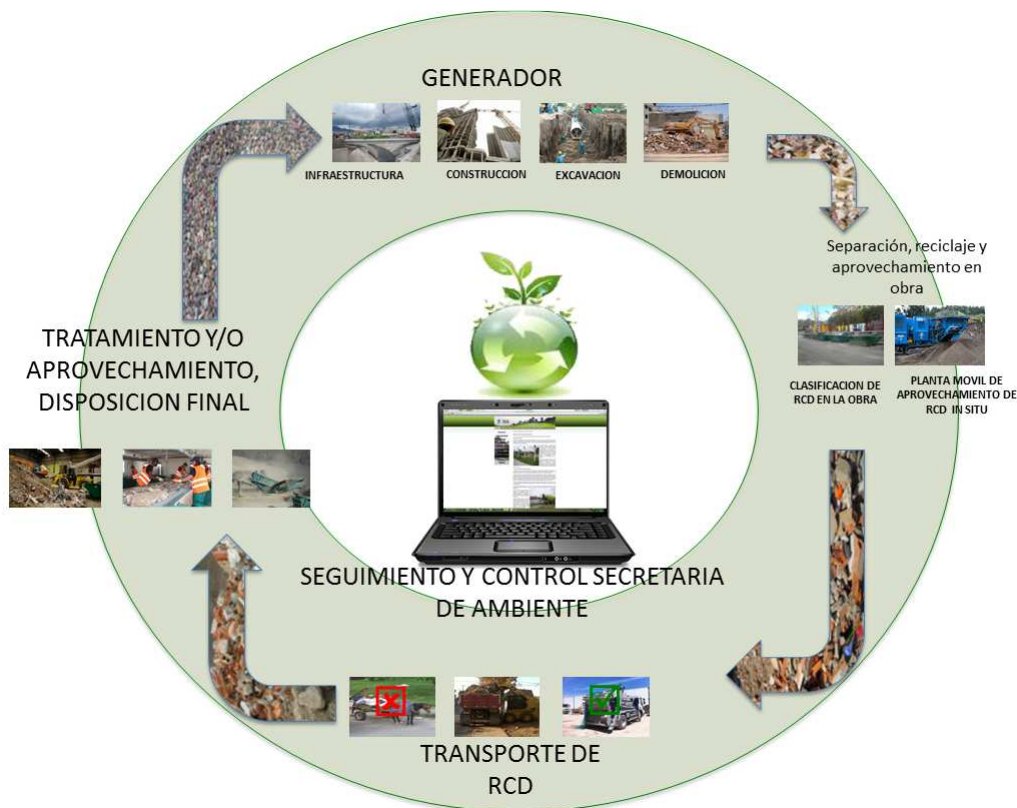 GENERADOR
INFRAESTRUCTURA
CONSTRUCCION
EXCAVACION
DEMOLICION
Separación, reciclaje y
aprovechamiento en
obra
CLASIFICACION DE
RCD EN LA OBRA
PLANTA MOVIL DE
APROVECHAMIENTO DE
RCD IN SITU
TRATAMIENTO Y/O
APROVECHAMIENTO,
DISPOSICION FINAL
SEGUIMIENTO Y CONTROL SECRETARIA
DE AMBIENTE
TRANSPORTE DE
RCD